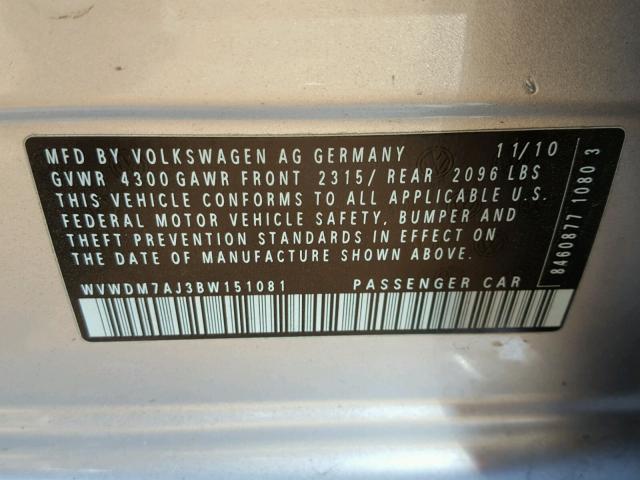 MFD BY VOLKSWAGEN AG GERMANY 11/10
GVWR 4300 GAWR FRONT 2315/ REAR 2096 LBS
THIS VEHICLE CONFORMS TO ALL APPLICABLE U.S.
FEDERAL MOTOR VEHICLE SAFETY, BUMPER AND
THEFT PREVENTION STANDARDS IN EFFECT ON
THE DATE OF MANUFACTURE SHOWN ABOVE.
WVWDM7AJ3BW151081 PASSENGER CAR
8460877 1080 3